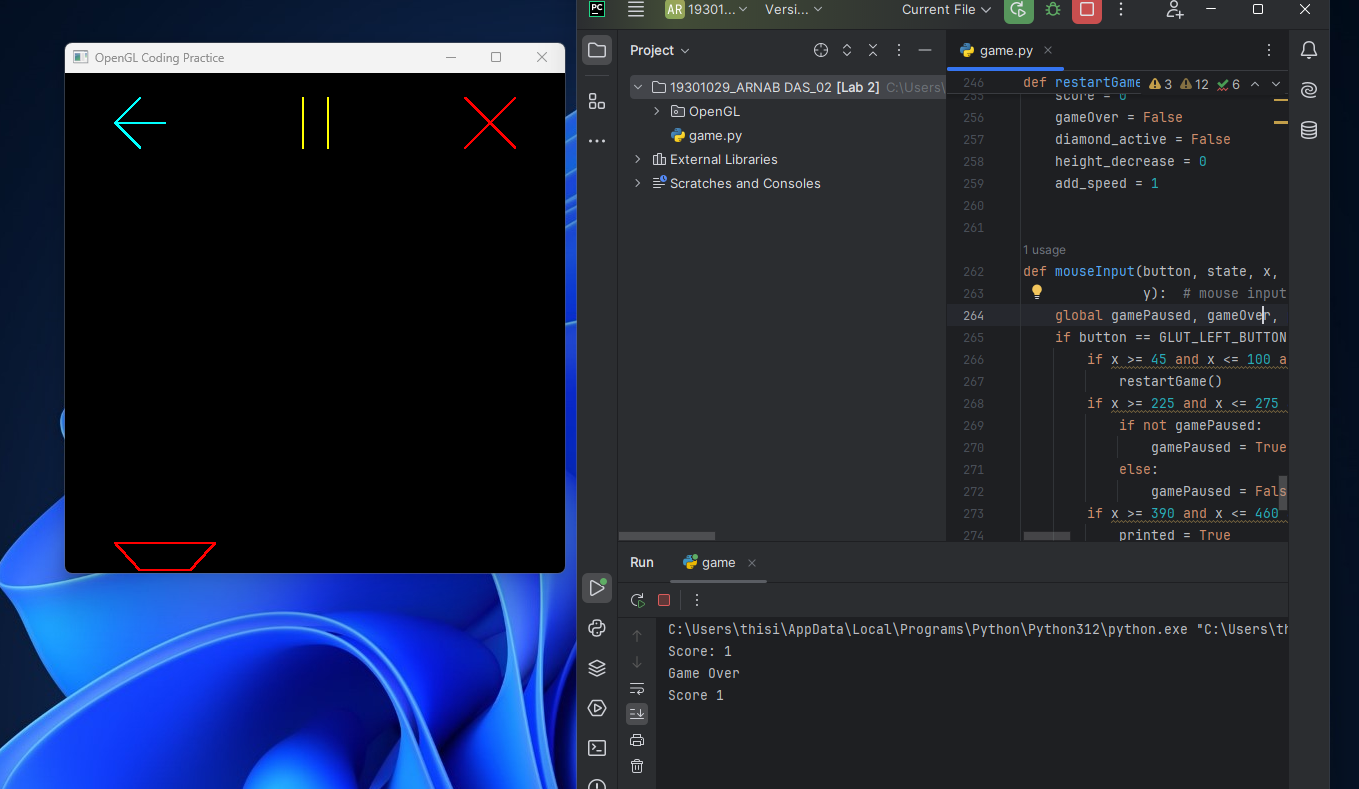 OpenGL Coding Practice
PC
AR 19301... Versi... Current File
Project
game.py
19301029_ARNAB DAS_02 [Lab 2] C:\Users\
OpenGL
game.py
External Libraries
Scratches and Consoles
246 def restartGame 3 12 6
255 score = 0
256 gameOver = False
257 diamond_active = False
258 height_decrease = 0
259 add_speed = 1
260
261
1 usage
262 def mouseInput(button, state, x,
263 y): # mouse input
264 global gamePaused, gameOver,
265 if button == GLUT_LEFT_BUTTON
266 if x >= 45 and x <= 100 a
267 restartGame()
268 if x >= 225 and x <= 275
269 if not gamePaused:
270 gamePaused = True
271 else:
272 gamePaused = Fals
273 if x >= 390 and x <= 460
274 printed = True
Run game
C:\Users\thisi\AppData\Local\Programs\Python\Python312\python.exe "C:\Users\th
Score: 1
Game Over
Score 1